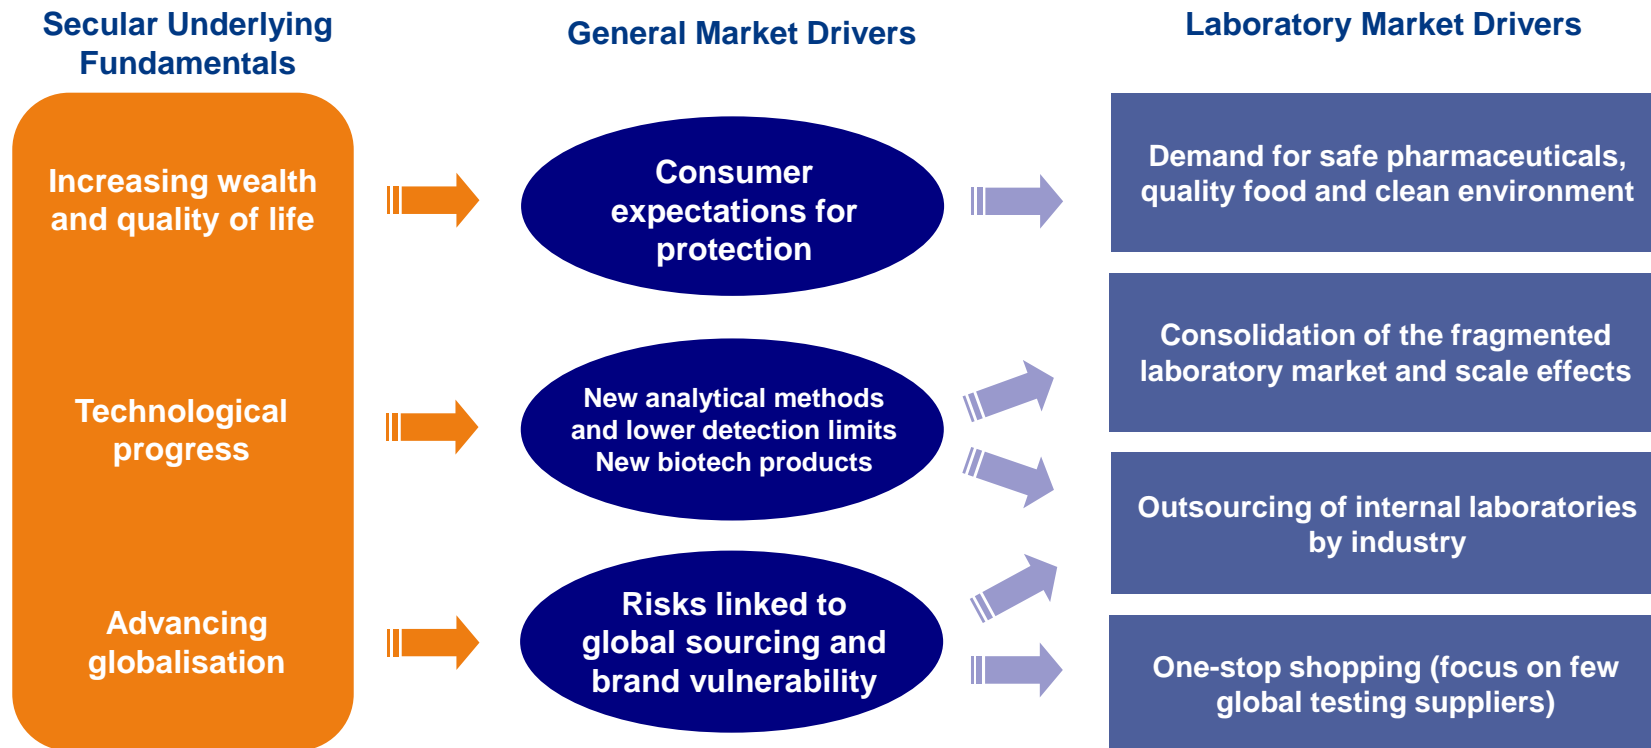 Secular Underlying
Fundamentals
General Market Drivers
Laboratory Market Drivers
Increasing wealth
and quality of life
Consumer
expectations for
protection
Demand for safe pharmaceuticals,
quality food and clean environment
Technological
progress
New analytical methods
and lower detection limits
New biotech products
Consolidation of the fragmented
laboratory market and scale effects
Outsourcing of internal laboratories
by industry
Advancing
globalisation
Risks linked to
global sourcing and
brand vulnerability
One-stop shopping (focus on few
global testing suppliers)